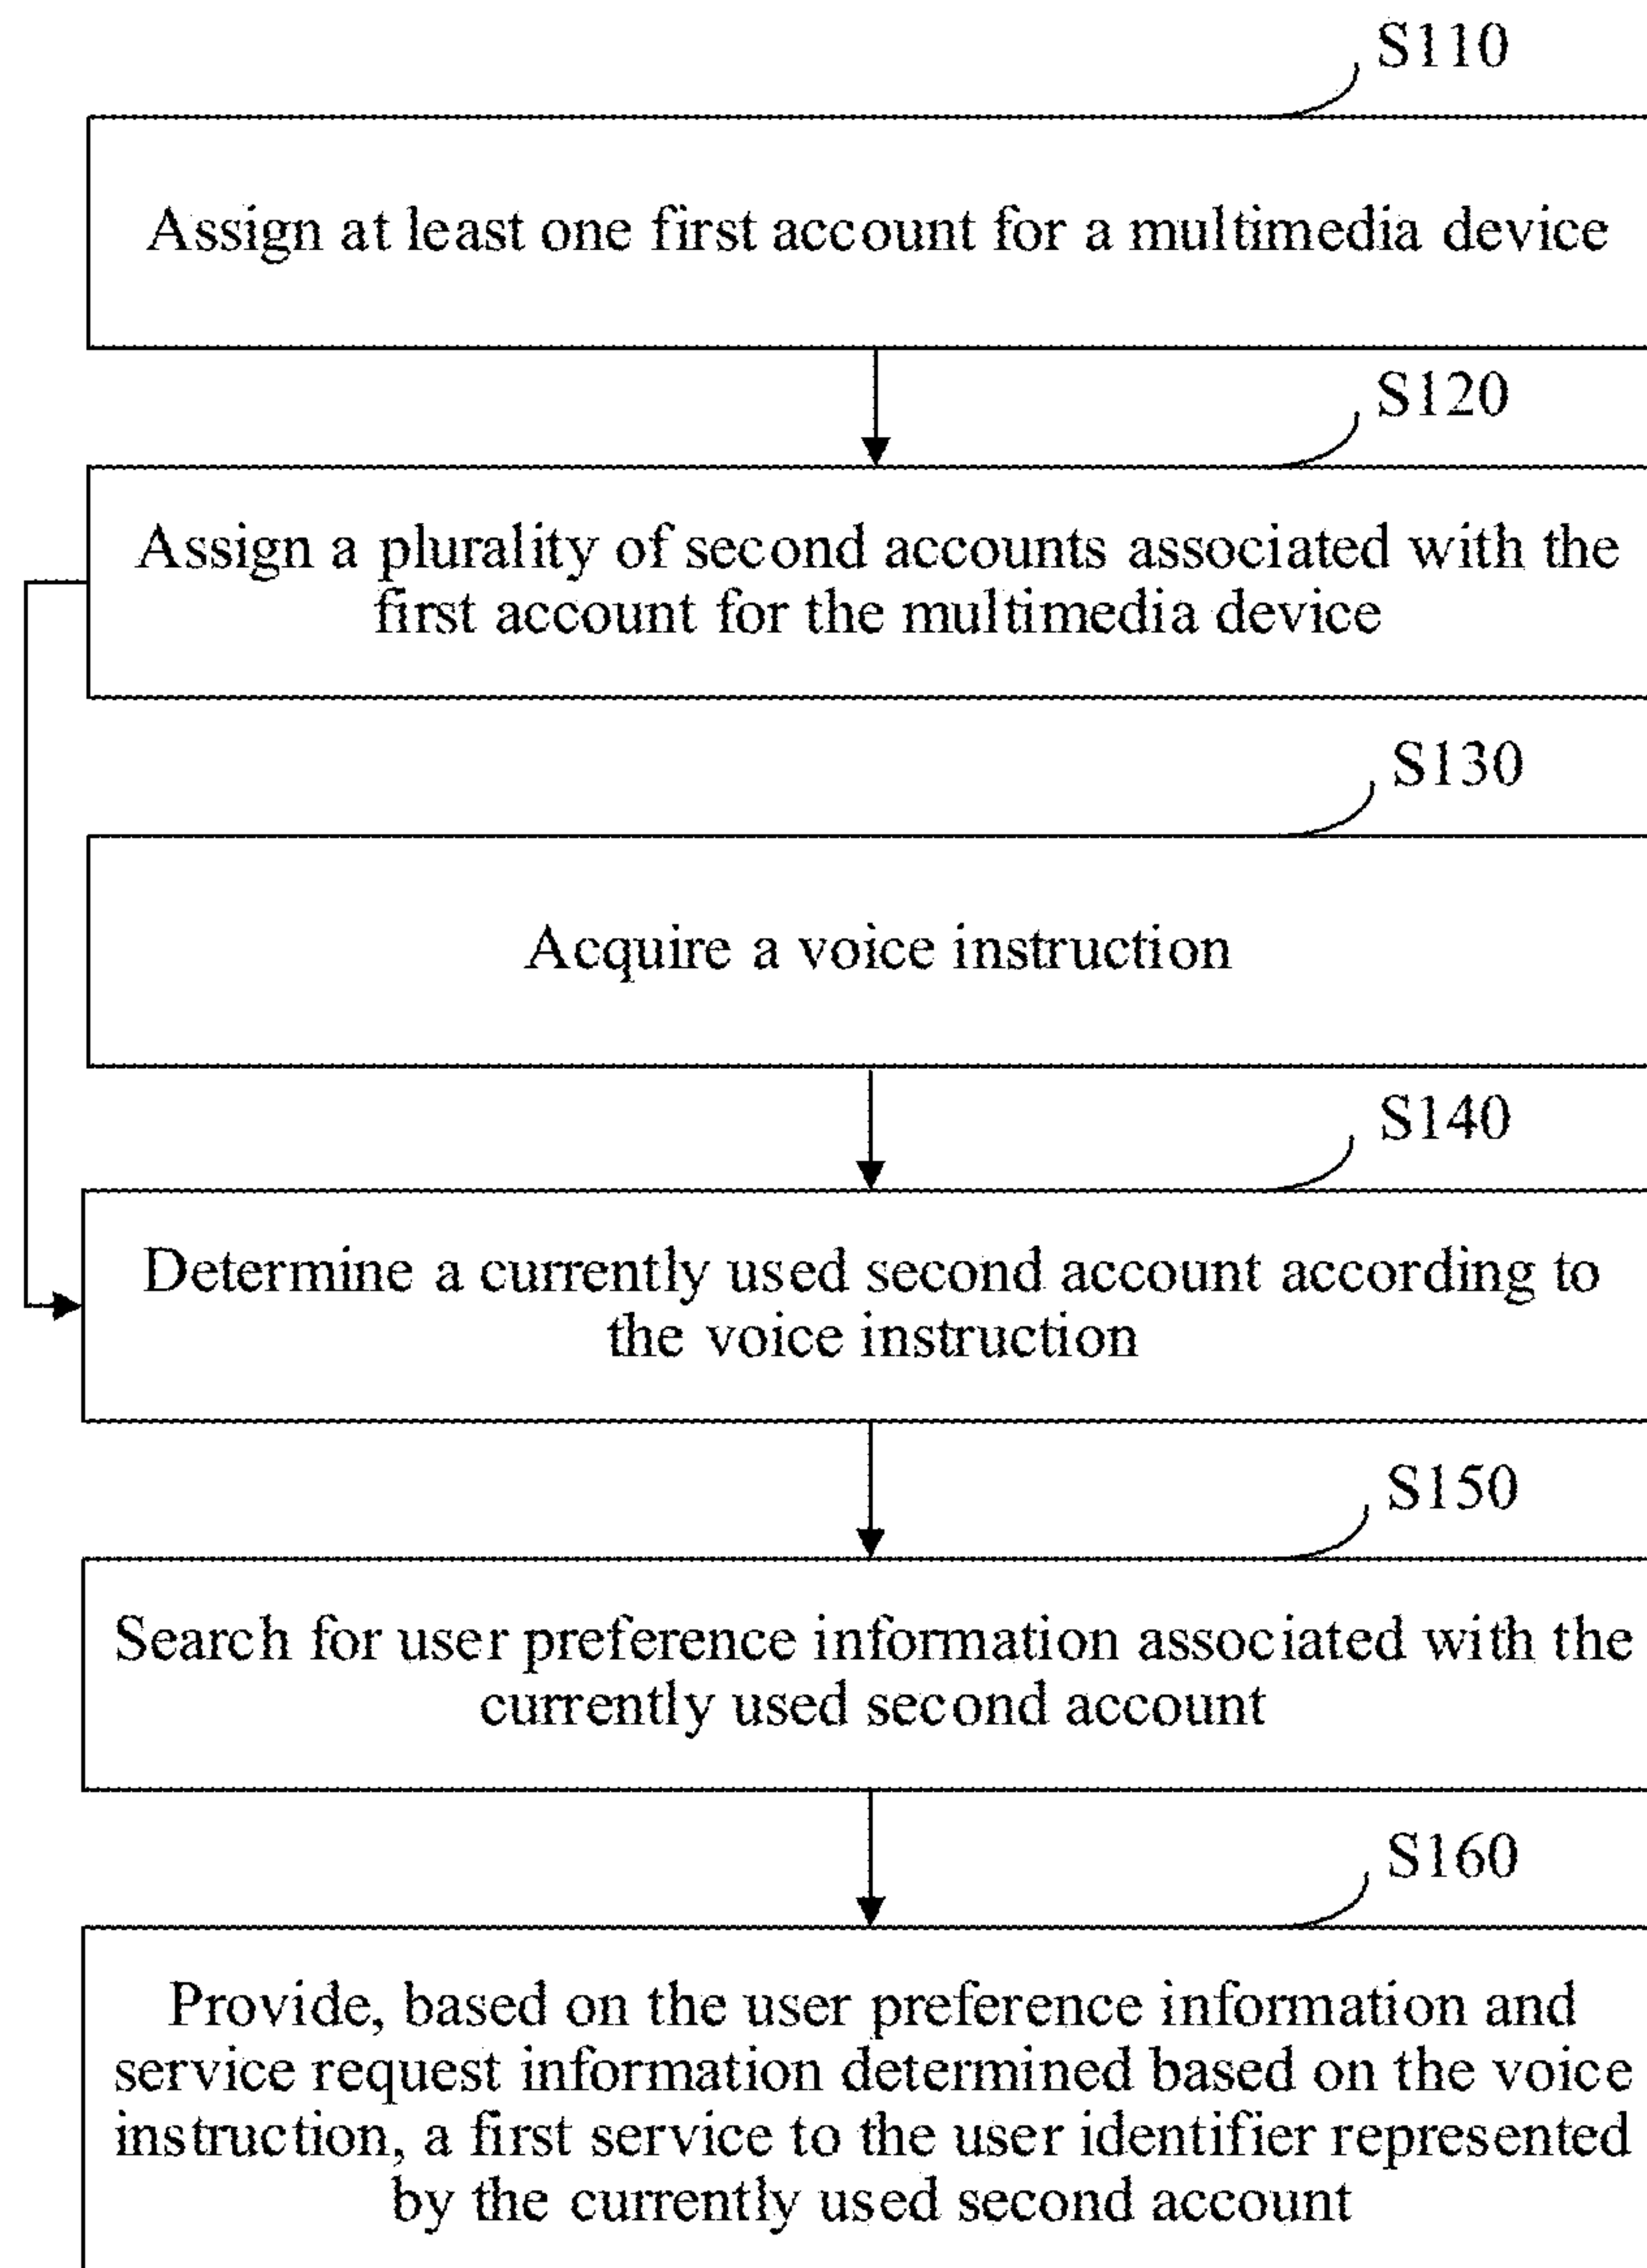 S110
Assign at least one first account for a multimedia device
S120
Assign a plurality of second accounts associated with the
first account for the multimedia device
S130
Acquire a voice instruction
S140
Determine a currently used second account according to
the voice instruction
S150
Search for user preference information associated with the
currently used second account
S160
Provide, based on the user preference information and
service request information determined based on the voice
instruction, a first service to the user identifier represented
by the currently used second account